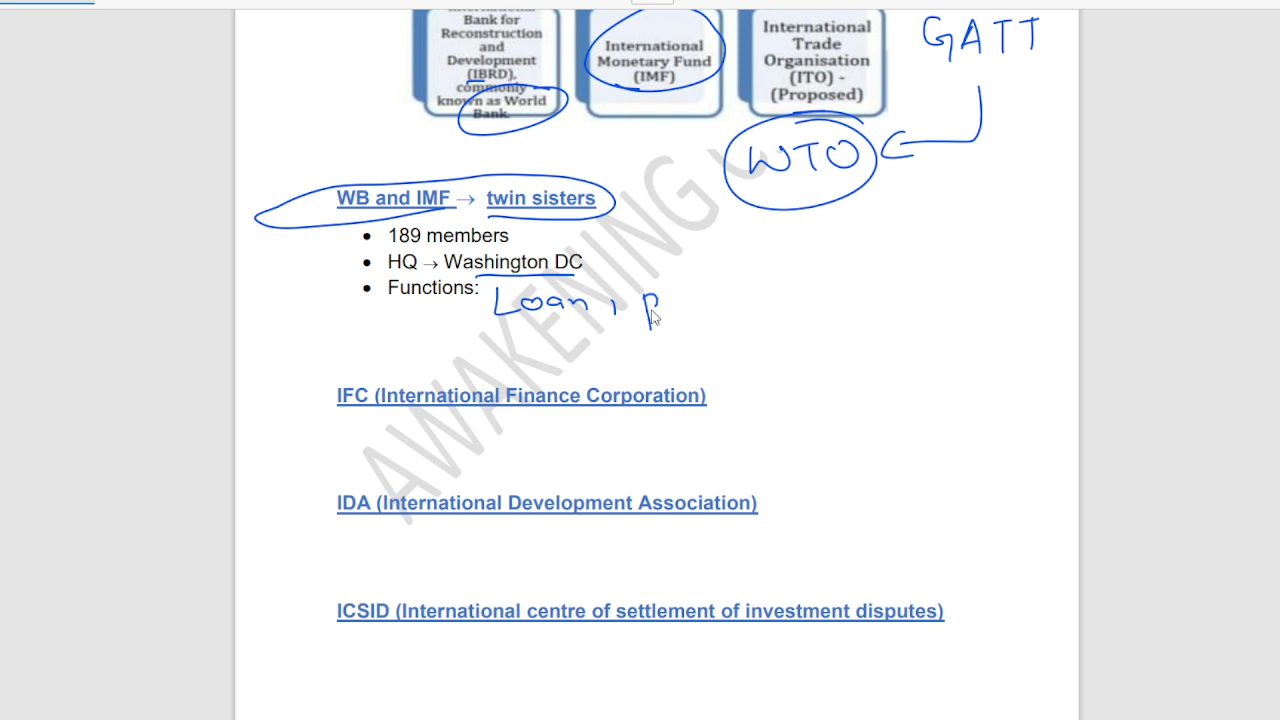 International
Bank for
Reconstruction
and
Development
(IBRD),
commonly
known as World
Bank.
International
Monetary Fund
(IMF)
International
Trade
Organisation
(ITO) -
(Proposed)
GATT
WTO
WB and IMF → twin sisters
• 189 members
• HQ → Washington DC
• Functions:
Loan, P
IFC (International Finance Corporation)
IDA (International Development Association)
ICSID (International centre of settlement of investment disputes)
AWAKENING